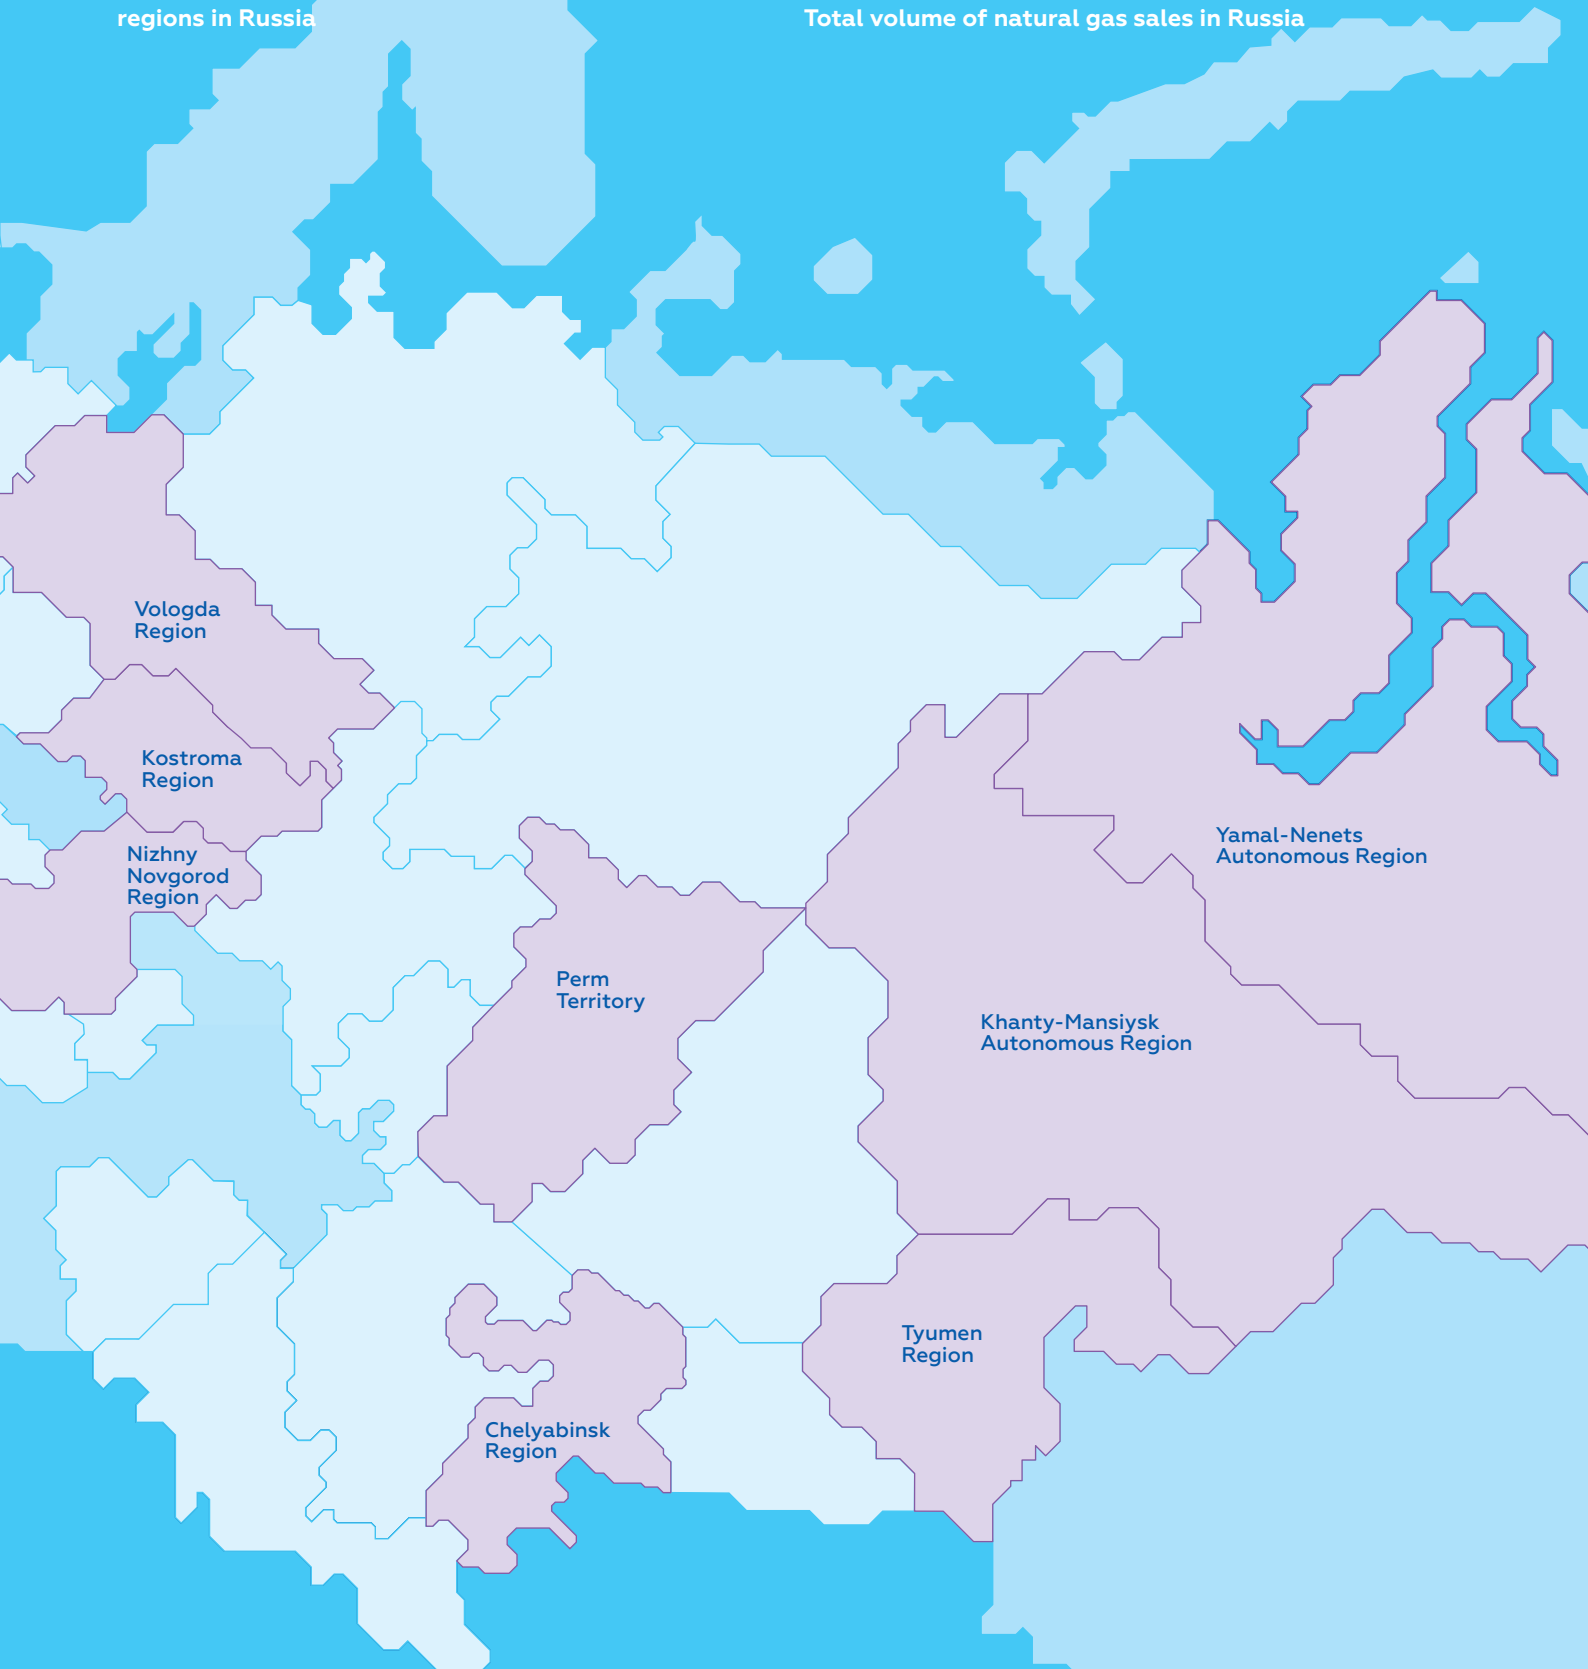 regions in Russia
Total volume of natural gas sales in Russia
Vologda
Region
Kostroma
Region
Nizhny
Novgorod
Region
Yamal-Nenets
Autonomous Region
Perm
Territory
Khanty-Mansiysk
Autonomous Region
Tyumen
Region
Chelyabinsk
Region